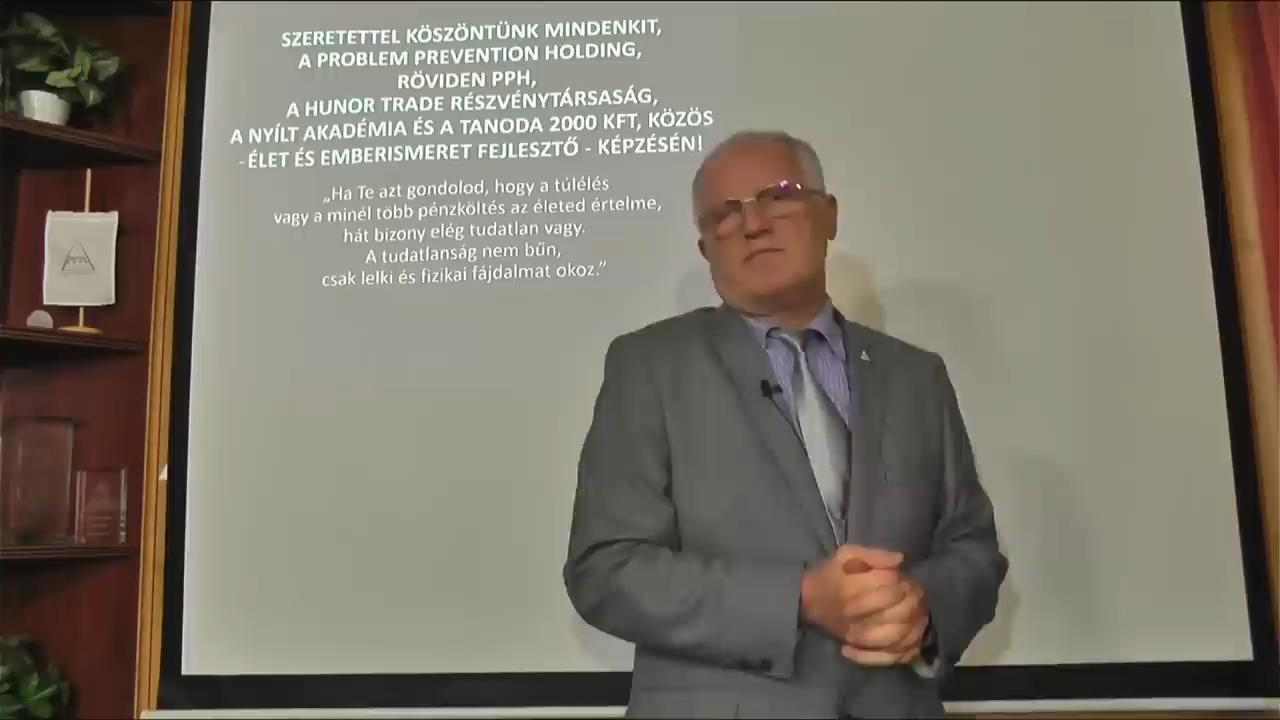 SZERETETTEL KÖSZÖNTÜNK MINDENKIT,
A PROBLEM PREVENTION HOLDING,
RÖVIDEN PPH,
A HUNOR TRADE RÉSZVÉNYTÁRSASÁG,
A NYÍLT AKADÉMIA ÉS A TANODA 2000 KFT, KÖZÖS
- ÉLET ÉS EMBERISMERET FEJLESZTŐ - KÉPZÉSÉN!
„Ha Te azt gondolod, hogy a túlélés
vagy a minél több pénzköltés az életed értelme,
hát bizony elég tudatlan vagy.
A tudatlanság nem bűn,
csak lelki és fizikai fájdalmat okoz.”